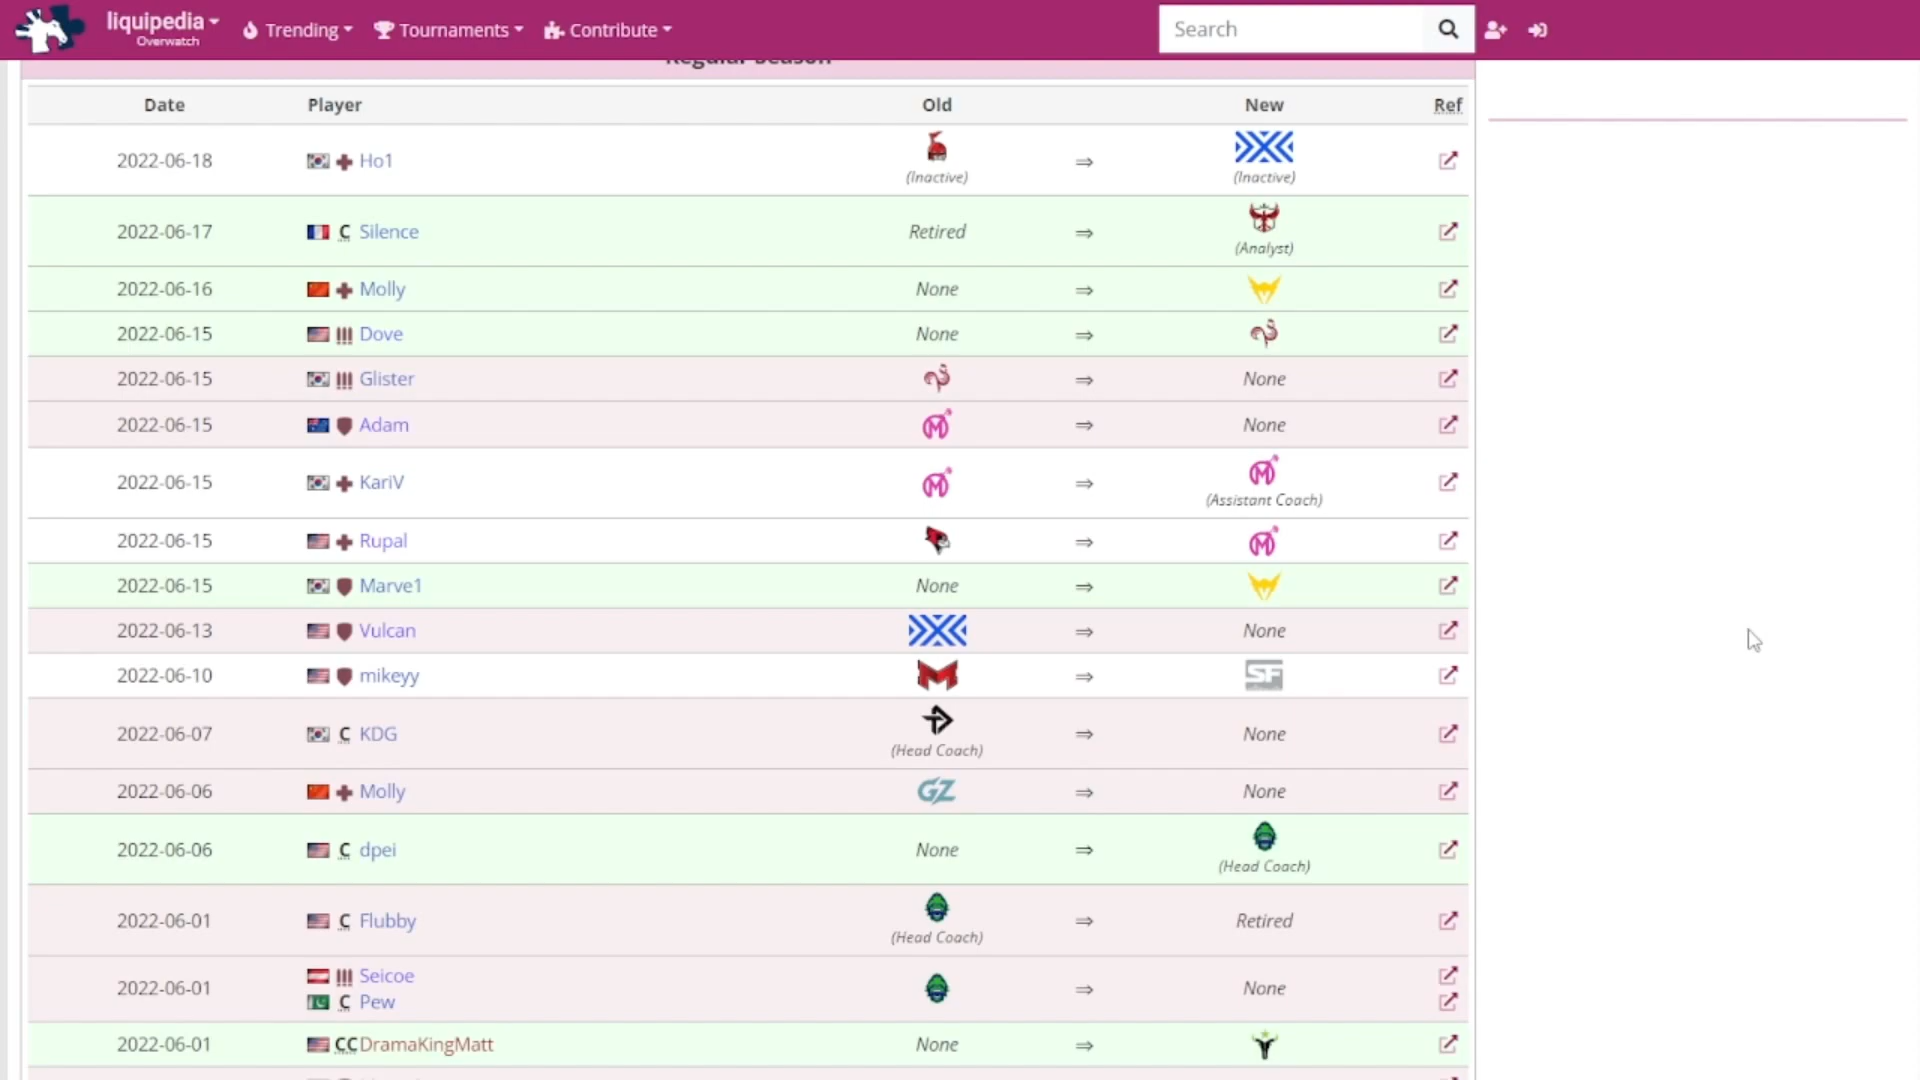 liquipedia
Overwatch
Trending
Tournaments
Contribute
Search
Regular Season
Date Player Old New Ref
2022-06-18 Ho1 (Inactive) ⇒ (Inactive)
2022-06-17 C Silence Retired ⇒ (Analyst)
2022-06-16 Molly None ⇒
2022-06-15 Dove None ⇒
2022-06-15 Glister ⇒ None
2022-06-15 Adam M ⇒ None
2022-06-15 KariV M ⇒ M (Assistant Coach)
2022-06-15 Rupal ⇒ M
2022-06-15 Marve1 None ⇒
2022-06-13 Vulcan ⇒ None
2022-06-10 mikeyy M ⇒ SF
2022-06-07 C KDG (Head Coach) ⇒ None
2022-06-06 Molly GZ ⇒ None
2022-06-06 C dpei None ⇒ (Head Coach)
2022-06-01 C Flubby (Head Coach) ⇒ Retired
2022-06-01 Seicoe ⇒ None
C Pew
2022-06-01 CC DramaKingMatt None ⇒